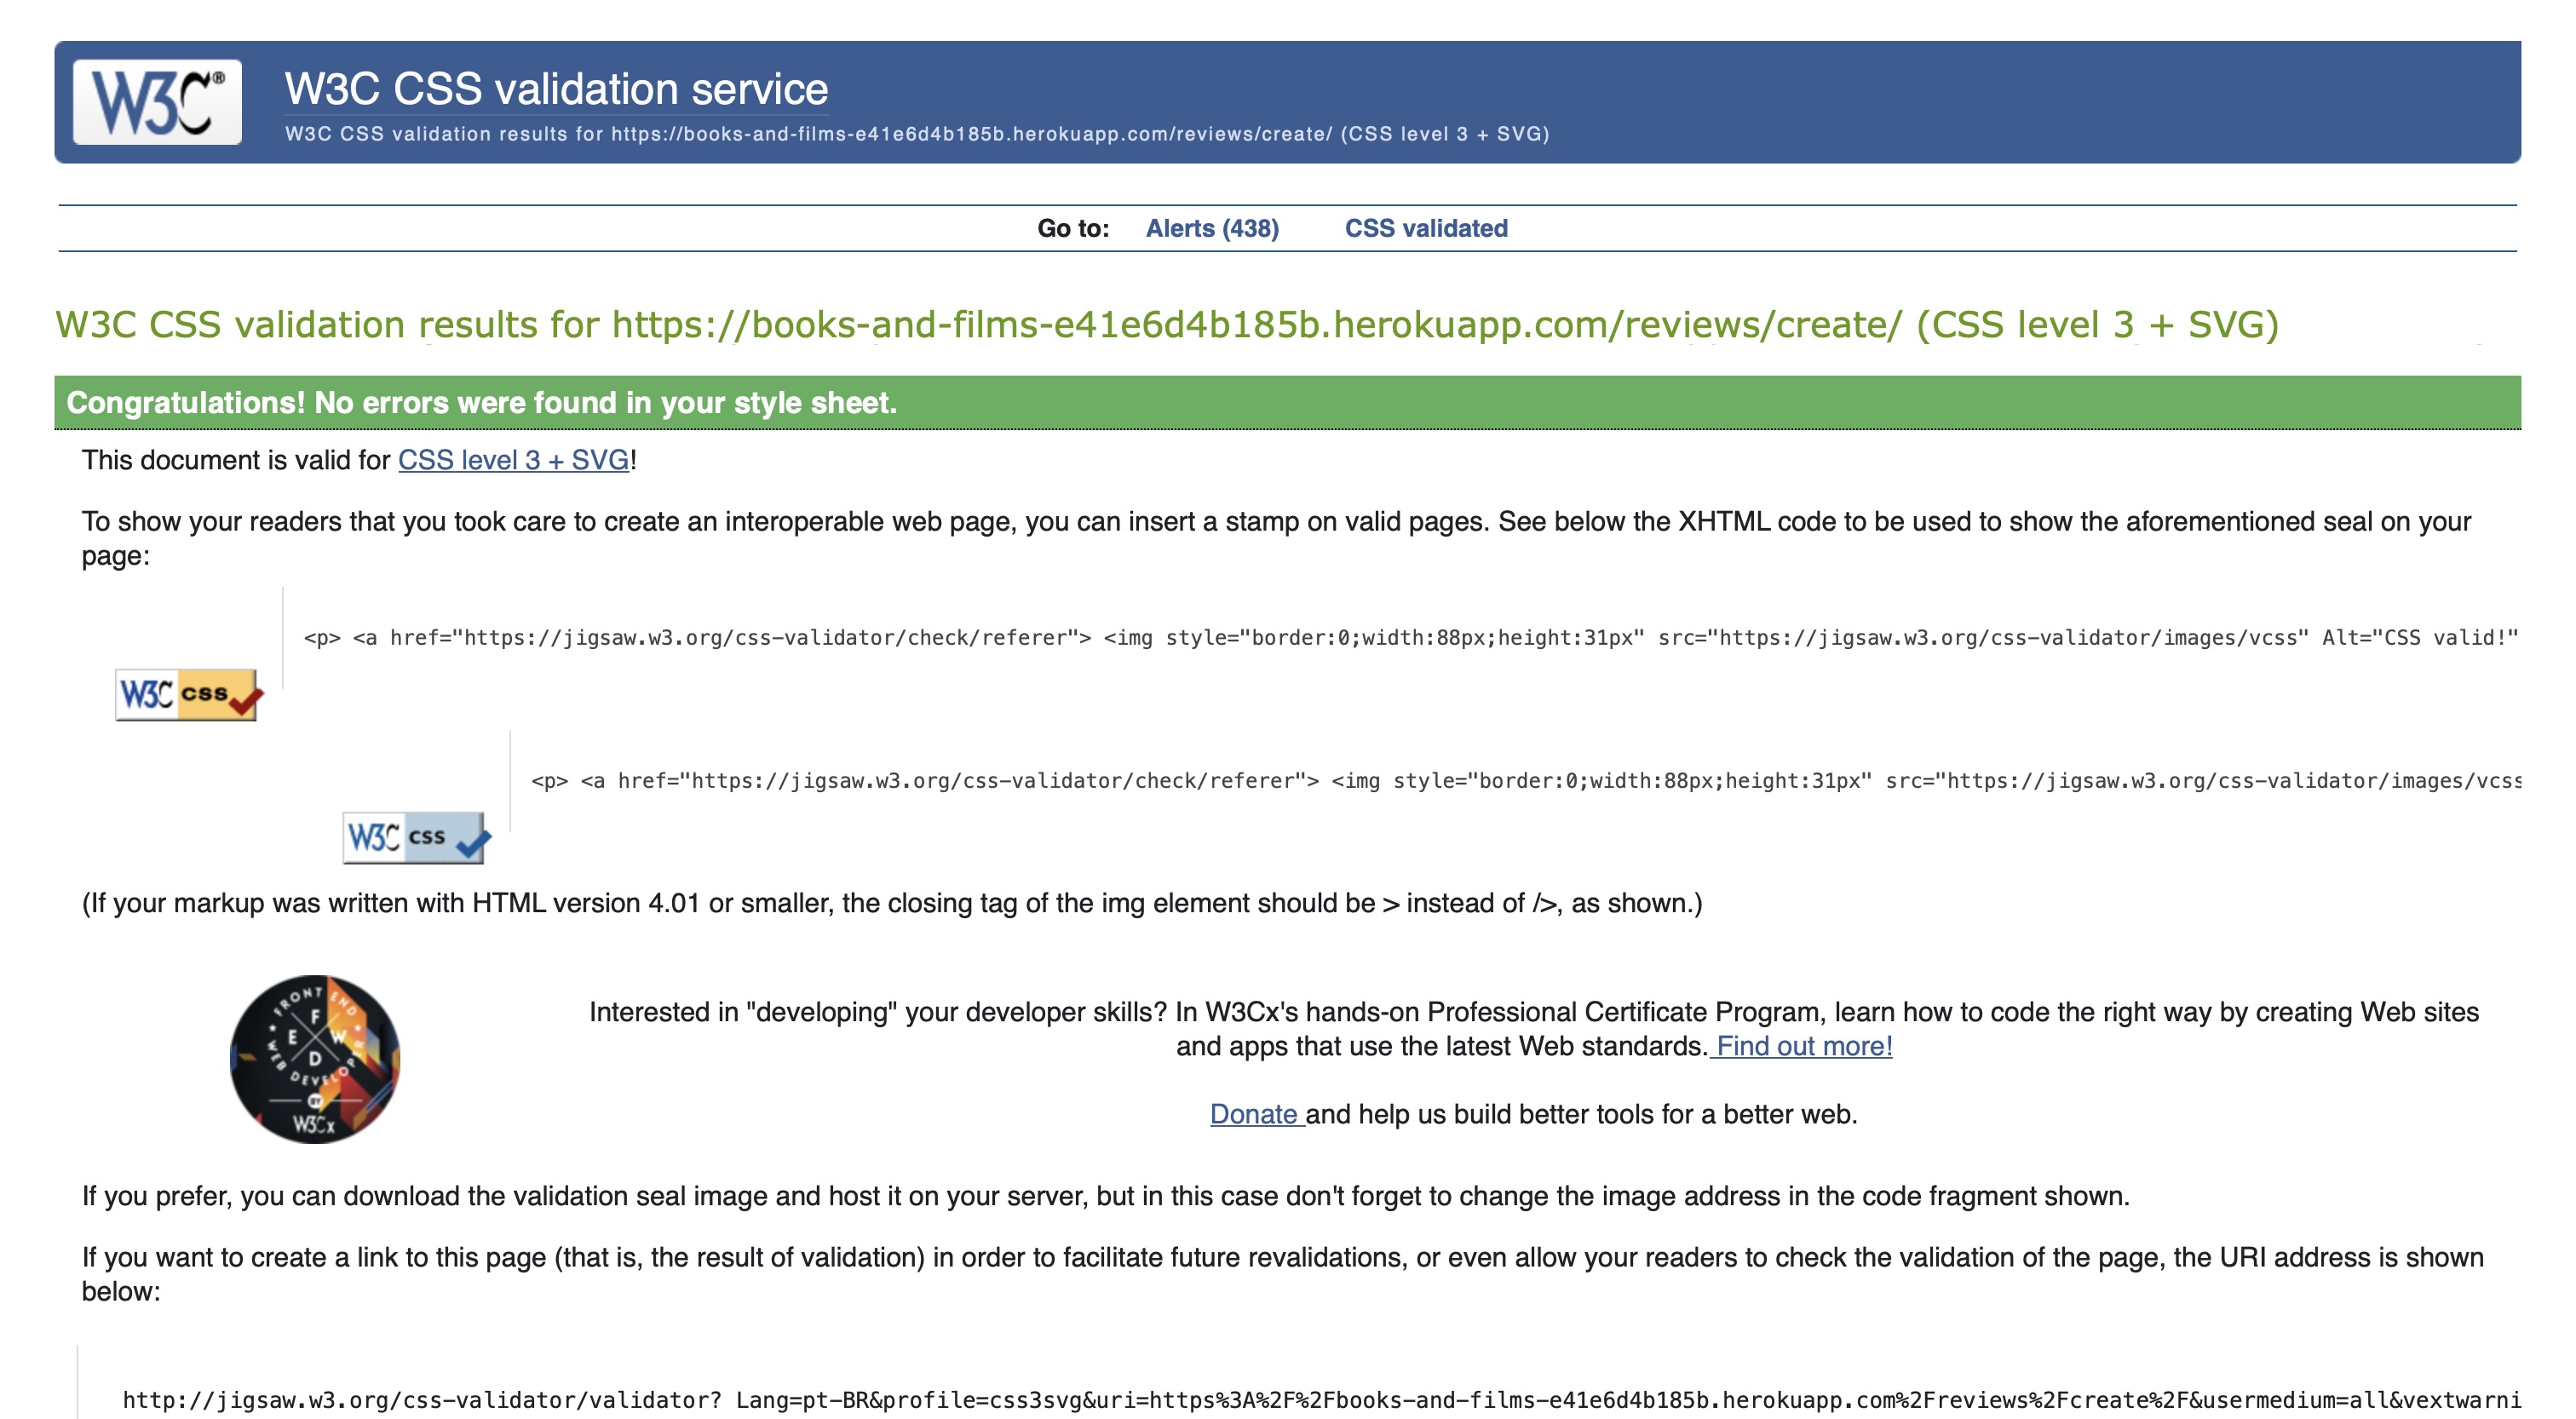 W3C®
W3C CSS validation service
W3C CSS validation results for https://books-and-films-e41e6d4b185b.herokuapp.com/reviews/create/ (CSS level 3 + SVG)
Go to: Alerts (438) CSS validated
W3C CSS validation results for https://books-and-films-e41e6d4b185b.herokuapp.com/reviews/create/ (CSS level 3 + SVG)
Congratulations! No errors were found in your style sheet.
This document is valid for CSS level 3 + SVG!
To show your readers that you took care to create an interoperable web page, you can insert a stamp on valid pages. See below the XHTML code to be used to show the aforementioned seal on your
page:
<p> <a href="https://jigsaw.w3.org/css-validator/check/referer"> <img style="border:0;width:88px;height:31px" src="https://jigsaw.w3.org/css-validator/images/vcss" Alt="CSS valid!"
W3C css
<p> <a href="https://jigsaw.w3.org/css-validator/check/referer"> <img style="border:0;width:88px;height:31px" src="https://jigsaw.w3.org/css-validator/images/vcss
W3C css
(If your markup was written with HTML version 4.01 or smaller, the closing tag of the img element should be > instead of />, as shown.)
FRONT END
WEB DEVELOPER
F E W D
BY
W3Cx
Interested in "developing" your developer skills? In W3Cx's hands-on Professional Certificate Program, learn how to code the right way by creating Web sites
and apps that use the latest Web standards. Find out more!
Donate and help us build better tools for a better web.
If you prefer, you can download the validation seal image and host it on your server, but in this case don't forget to change the image address in the code fragment shown.
If you want to create a link to this page (that is, the result of validation) in order to facilitate future revalidations, or even allow your readers to check the validation of the page, the URI address is shown
below:
http://jigsaw.w3.org/css-validator/validator? Lang=pt-BR&profile=css3svg&uri=https%3A%2F%2Fbooks-and-films-e41e6d4b185b.herokuapp.com%2Freviews%2Fcreate%2F&usermedium=all&vextwarni